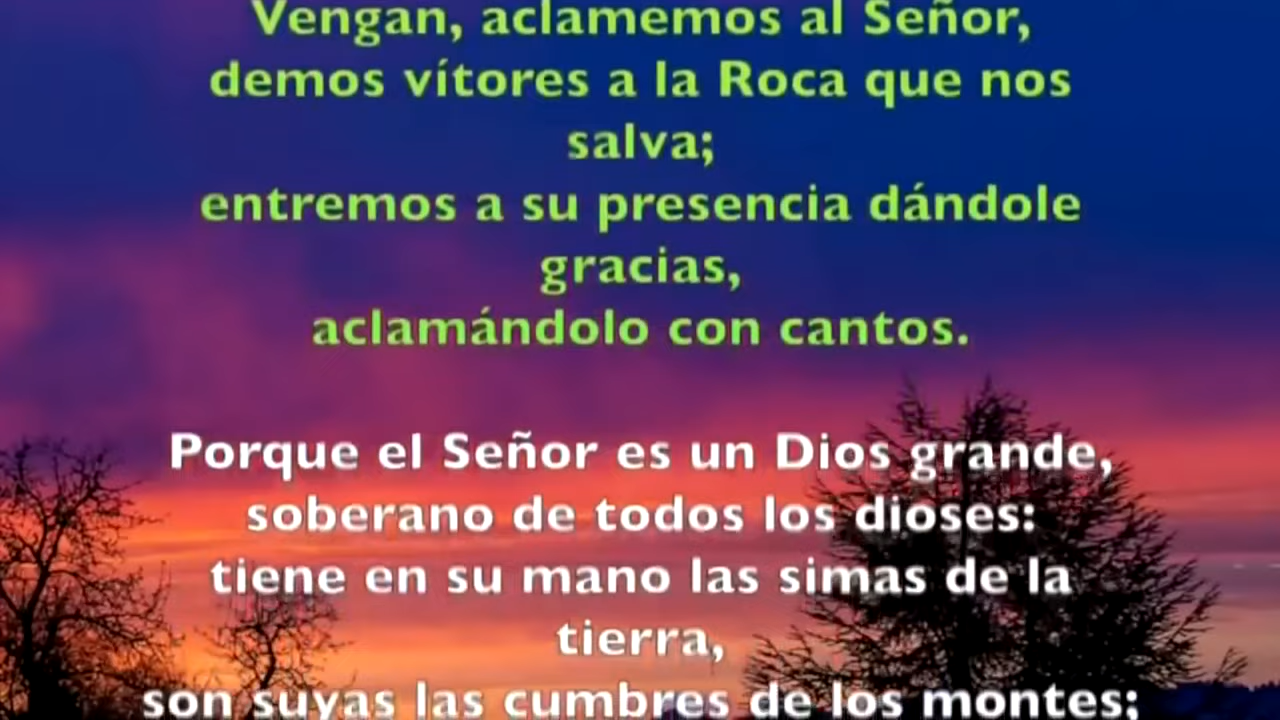 Vengan, aclamemos al Señor,
demos vítores a la Roca que nos
salva;
entremos a su presencia dándole
gracias,
aclamándolo con cantos.
Porque el Señor es un Dios grande,
soberano de todos los dioses:
tiene en su mano las simas de la
tierra,
son suyas las cumbres de los montes;